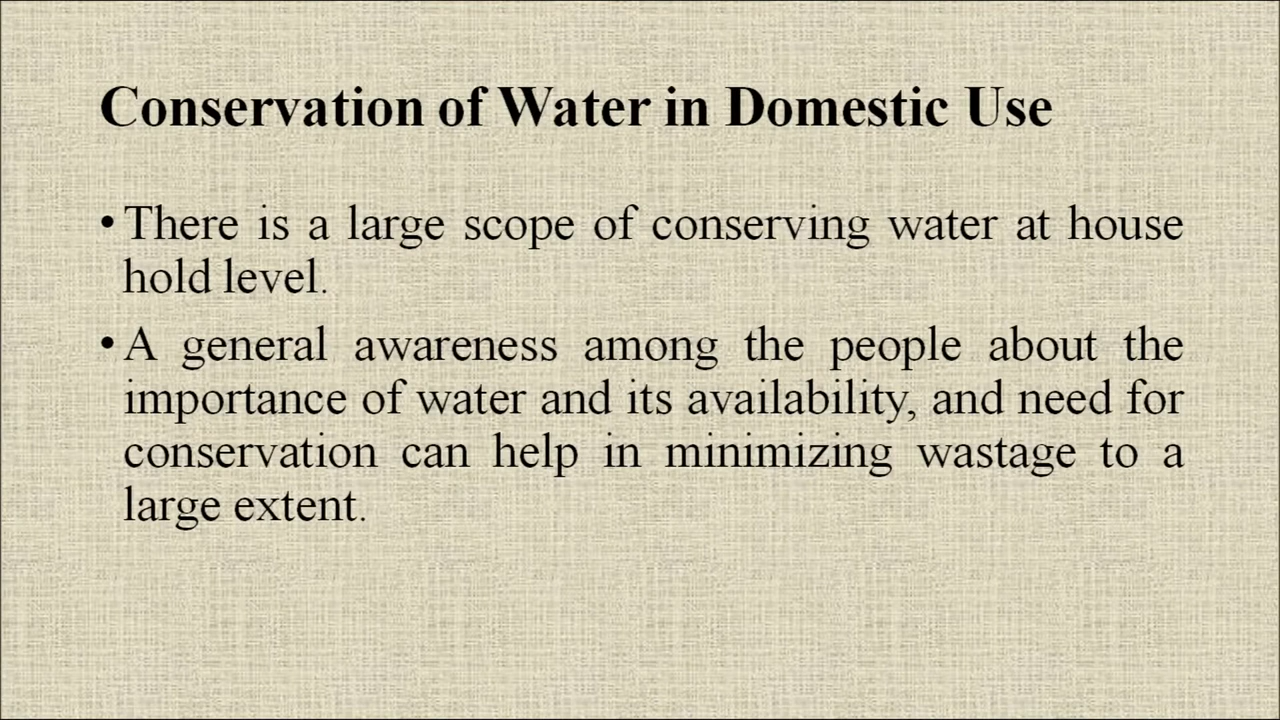 Conservation of Water in Domestic Use
• There is a large scope of conserving water at house
hold level.
• A general awareness among the people about the
importance of water and its availability, and need for
conservation can help in minimizing wastage to a
large extent.